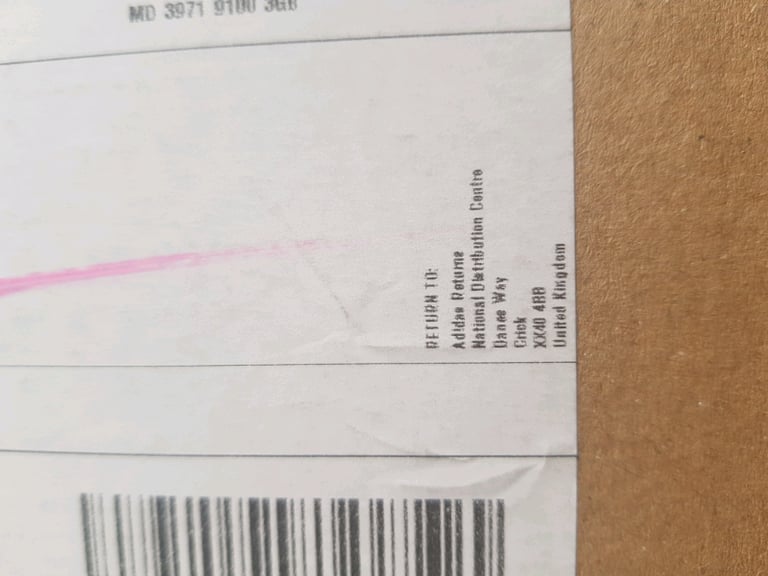 MD 3971 9100 3GB
RETURN TO:
Adidas Returns
National Distribution Centre
Danes Way
Crick
XX40 4BB
United Kingdom